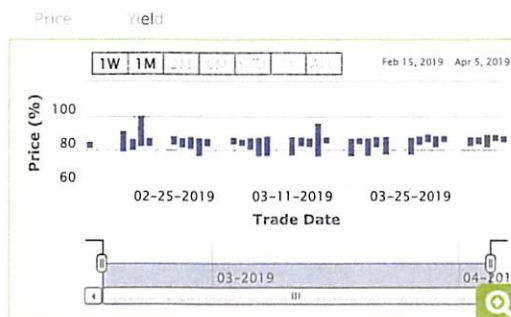 Price Yield
1W 1M Feb 15, 2019 Apr 5, 2019
Price (%)
100
80
60
02-25-2019 03-11-2019 03-25-2019
Trade Date
03-2019